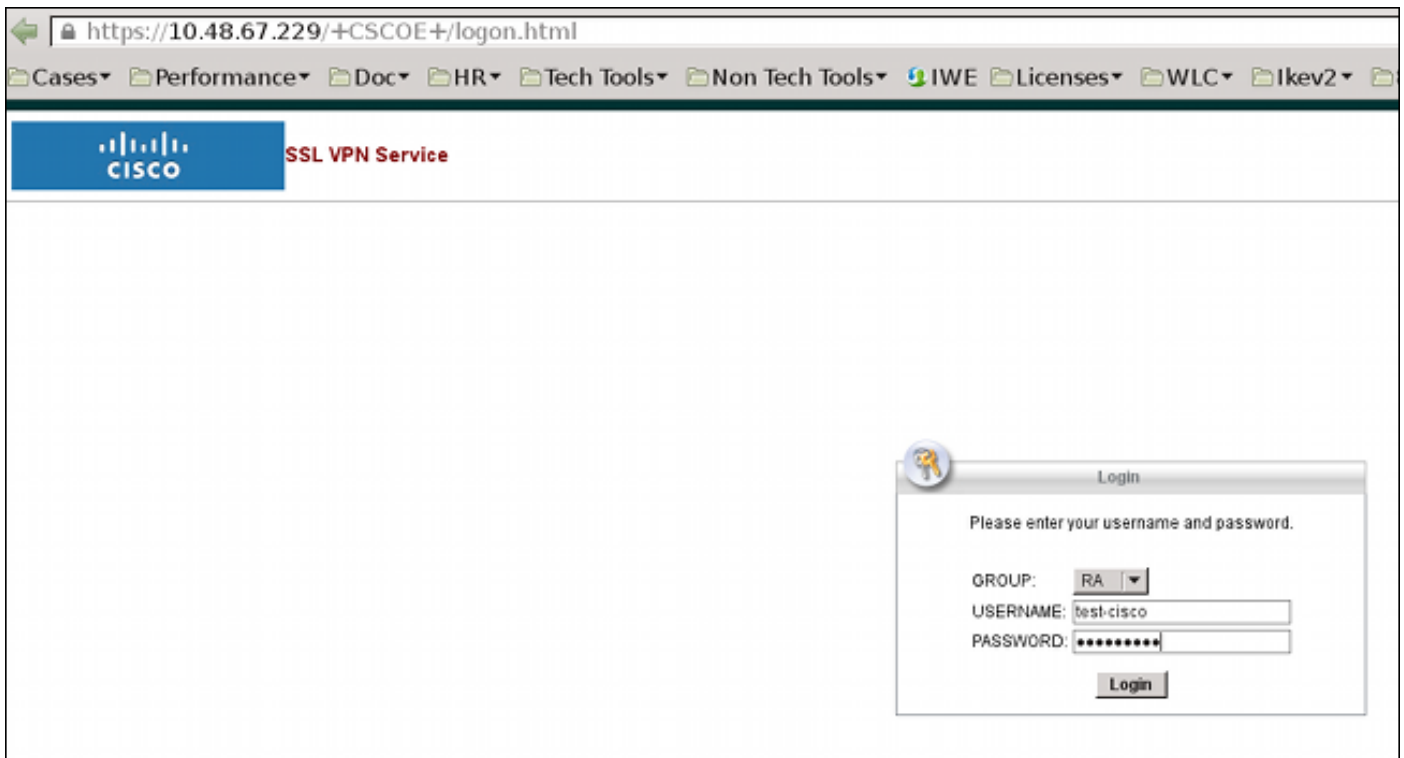 https://10.48.67.229/+CSCOE+/logon.html
Cases Performance Doc HR Tech Tools Non Tech Tools IWE Licenses WLC Ikev2
CISCO
SSL VPN Service
Login
Please enter your username and password.
GROUP: RA
USERNAME: test-cisco
PASSWORD: •••••••••
Login